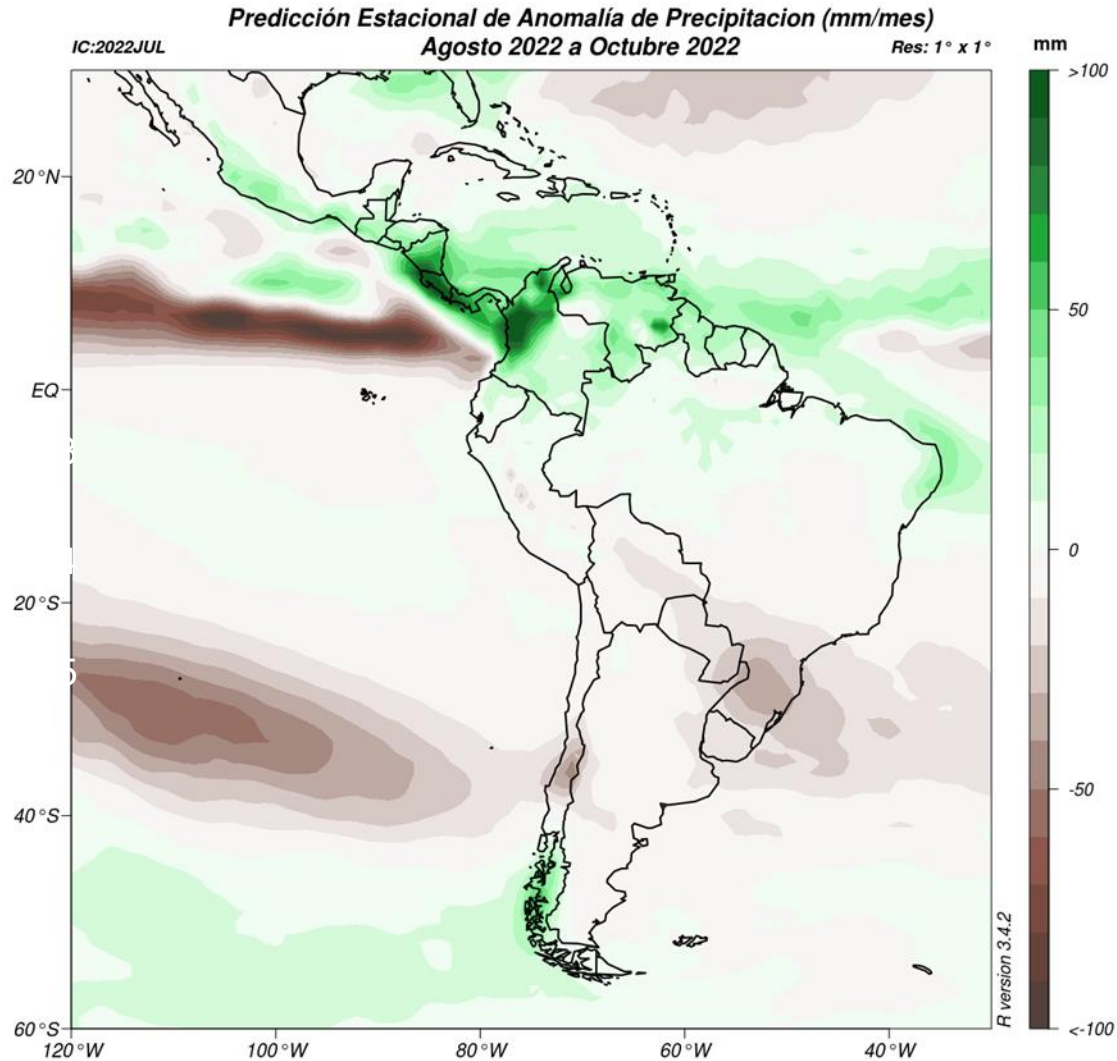 Predicción Estacional de Anomalía de Precipitacion (mm/mes)
IC:2022JUL
Agosto 2022 a Octubre 2022
Res: 1° x 1°
mm
>100
50
0
-50
<-100
20°N
EQ
20°S
40°S
60°S
120°W
100°W
80°W
60°W
40°W
R version 3.4.2